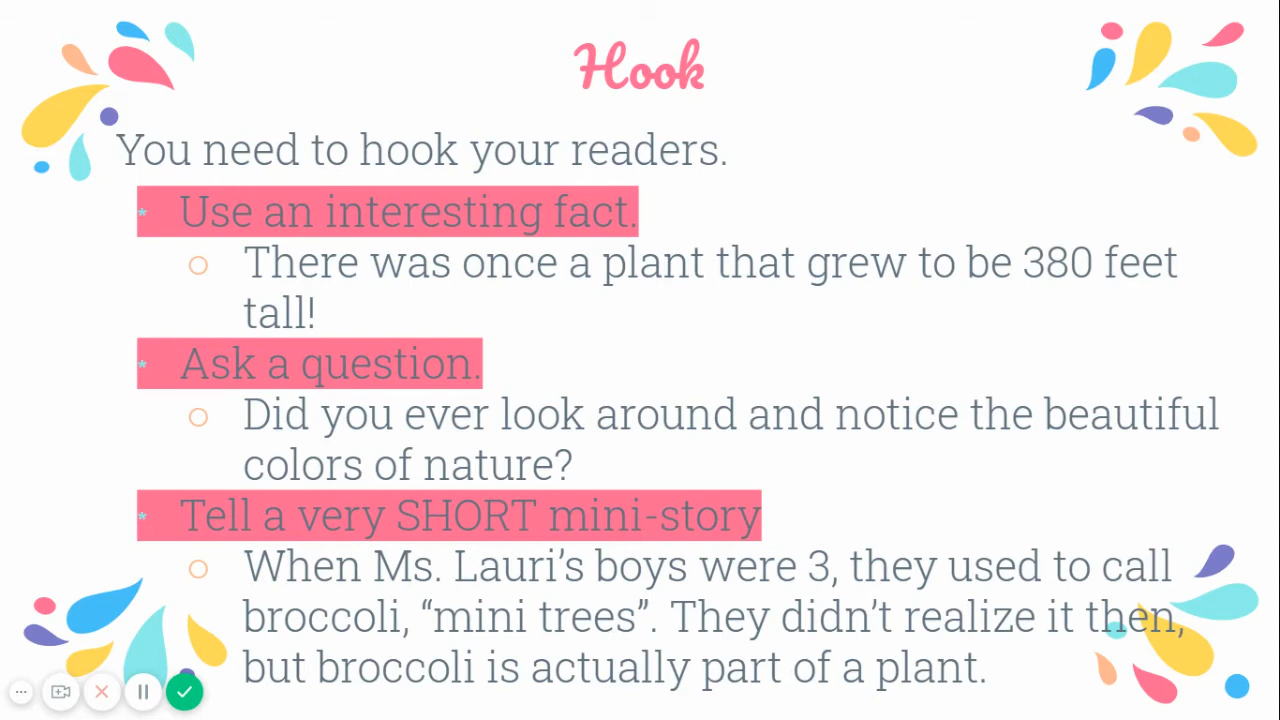 Hook
You need to hook your readers.
* Use an interesting fact.
○ There was once a plant that grew to be 380 feet
tall!
* Ask a question.
○ Did you ever look around and notice the beautiful
colors of nature?
* Tell a very SHORT mini-story
○ When Ms. Lauri’s boys were 3, they used to call
broccoli, “mini trees”. They didn’t realize it then,
but broccoli is actually part of a plant.